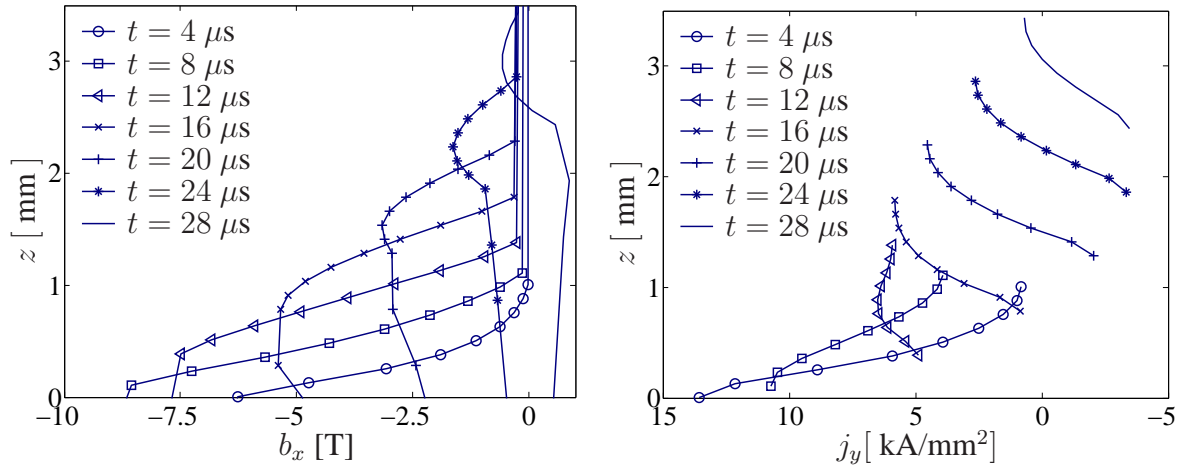 3
2
1
0
z [ mm]
t = 4 μs
t = 8 μs
t = 12 μs
t = 16 μs
t = 20 μs
t = 24 μs
t = 28 μs
−10
−7.5
−5
−2.5
0
b_x [T]
3
2
1
0
z[ mm]
t = 4 μs
t = 8 μs
t = 12 μs
t = 16 μs
t = 20 μs
t = 24 μs
t = 28 μs
15
10
5
0
−5
j_y[ kA/mm²]